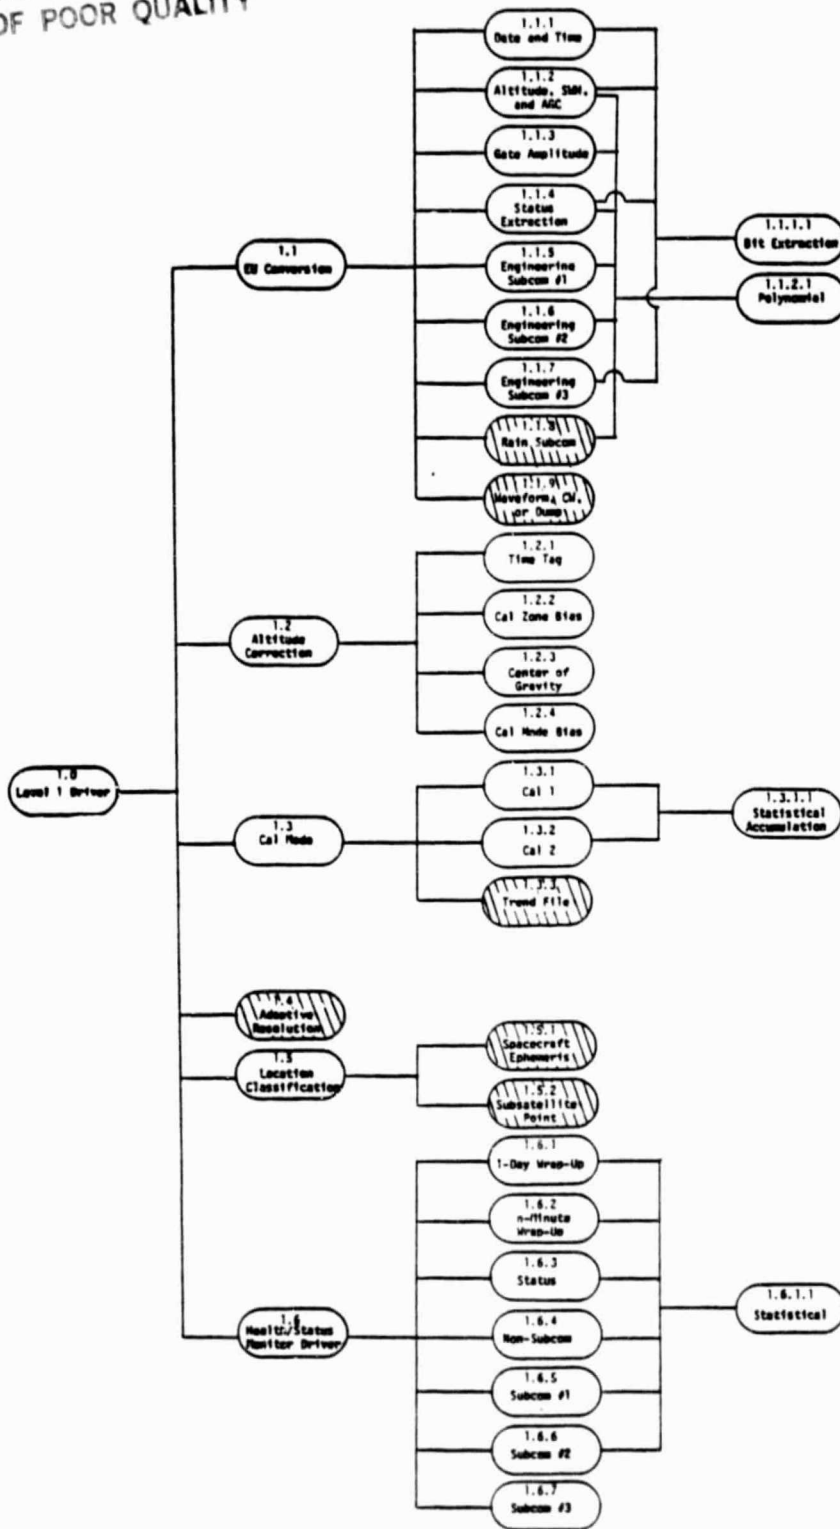 OF POOR QUALITY
1.0
Level 1 Driver
1.1
EU Conversion
1.1.1
Date and Time
1.1.2
Altitude, SWH,
and AGC
1.1.3
Gate Amplitude
1.1.4
Status
Extraction
1.1.5
Engineering
Subcom #1
1.1.6
Engineering
Subcom #2
1.1.7
Engineering
Subcom #3
1.1.8
Rain Subcom
1.1.9
Waveform, CW,
or Dump
1.1.1.1
Bit Extraction
1.1.2.1
Polynomial
1.2
Altitude
Correction
1.2.1
Time Tag
1.2.2
Cal Zone Bias
1.2.3
Center of
Gravity
1.2.4
Cal Mode Bias
1.3
Cal Mode
1.3.1
Cal 1
1.3.2
Cal 2
1.3.3
Trend File
1.3.1.1
Statistical
Accumulation
1.4
Adaptive
Resolution
1.5
Location
Classification
1.5.1
Spacecraft
Ephemeris
1.5.2
Subsatellite
Point
1.6
Health/Status
Monitor Driver
1.6.1
1-Day Wrap-Up
1.6.2
n-Minute
Wrap-Up
1.6.3
Status
1.6.4
Non-Subcom
1.6.5
Subcom #1
1.6.6
Subcom #2
1.6.7
Subcom #3
1.6.1.1
Statistical